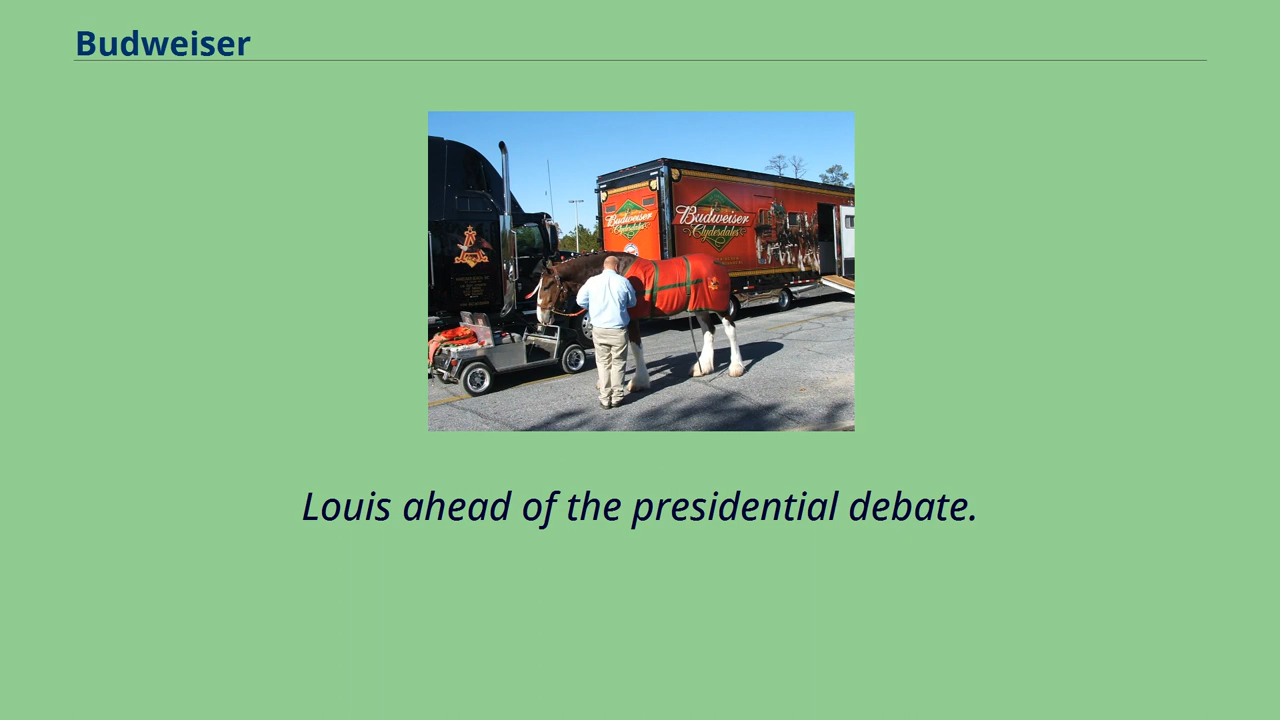 Budweiser
Budweiser
Clydesdales
Budweiser
Clydesdales
Louis ahead of the presidential debate.